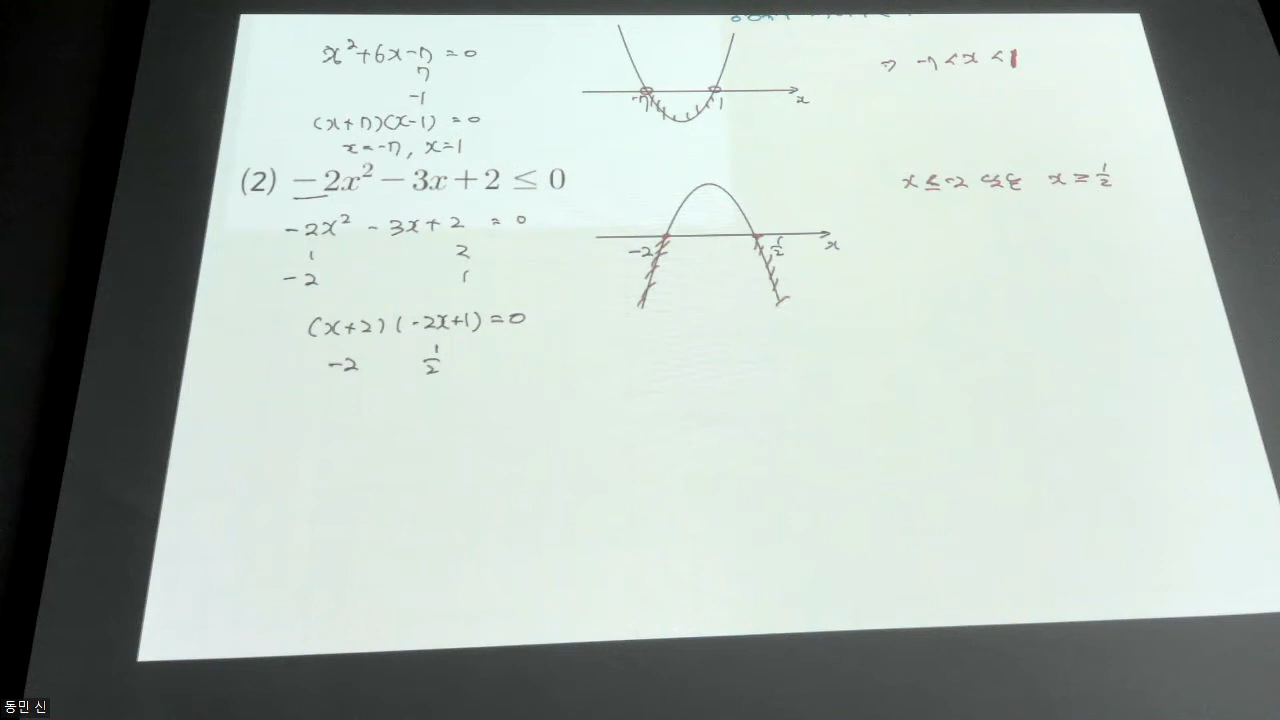 x²+6x-7=0
7
-1
(x+7)(x-1)=0
x=-7, x=1
-7 1 x
⇒ -7<x<1
(2) −2x²−3x+2≤0
-2x² -3x+2 =0
1 2
-2 1
(x+2)(-2x+1)=0
-2 1/2
-2 1/2 x
x≤-2 또는 x≥1/2
동민 신